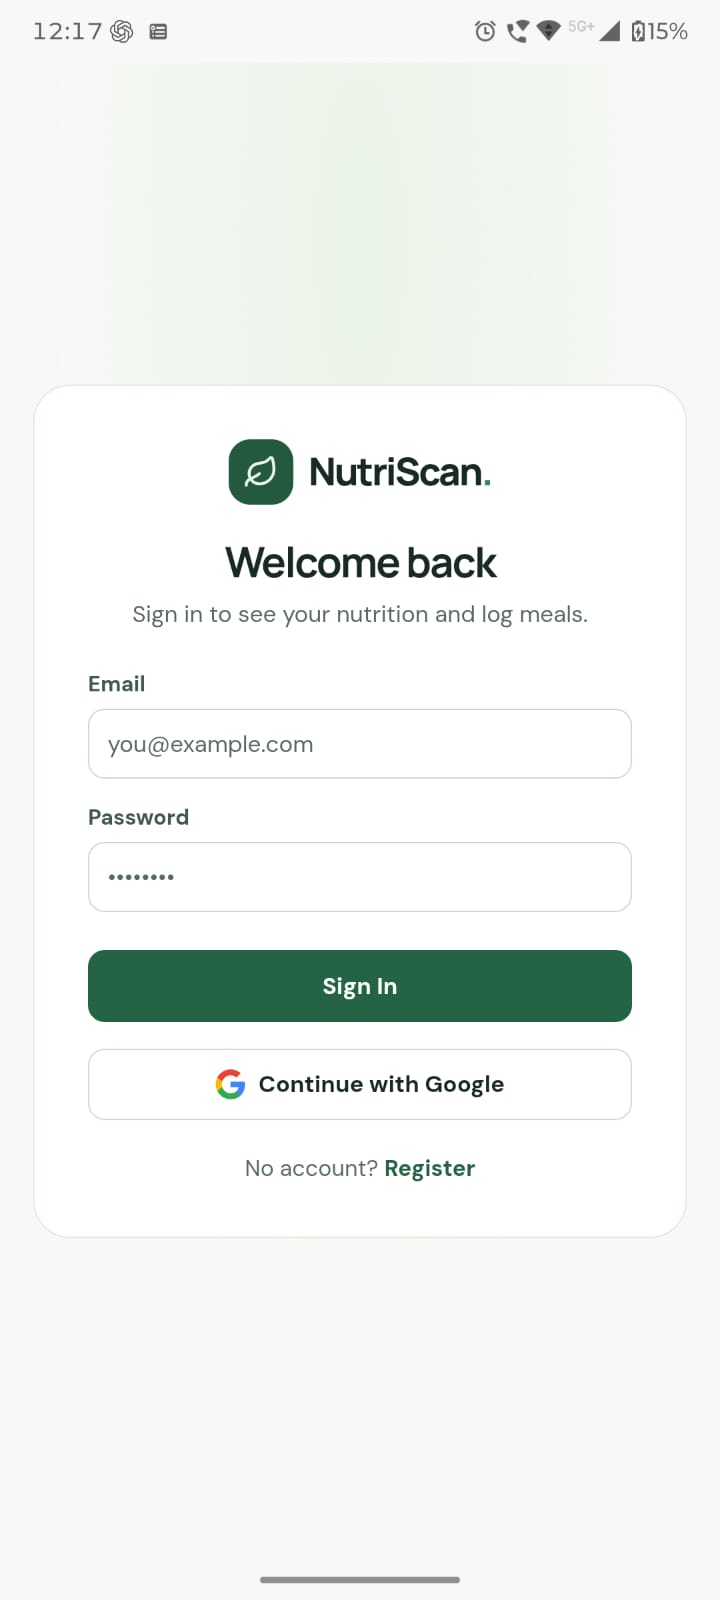 12:17 5G+ 15%
NutriScan.
Welcome back
Sign in to see your nutrition and log meals.
Email
you@example.com
Password
••••••••
Sign In
Continue with Google
No account? Register